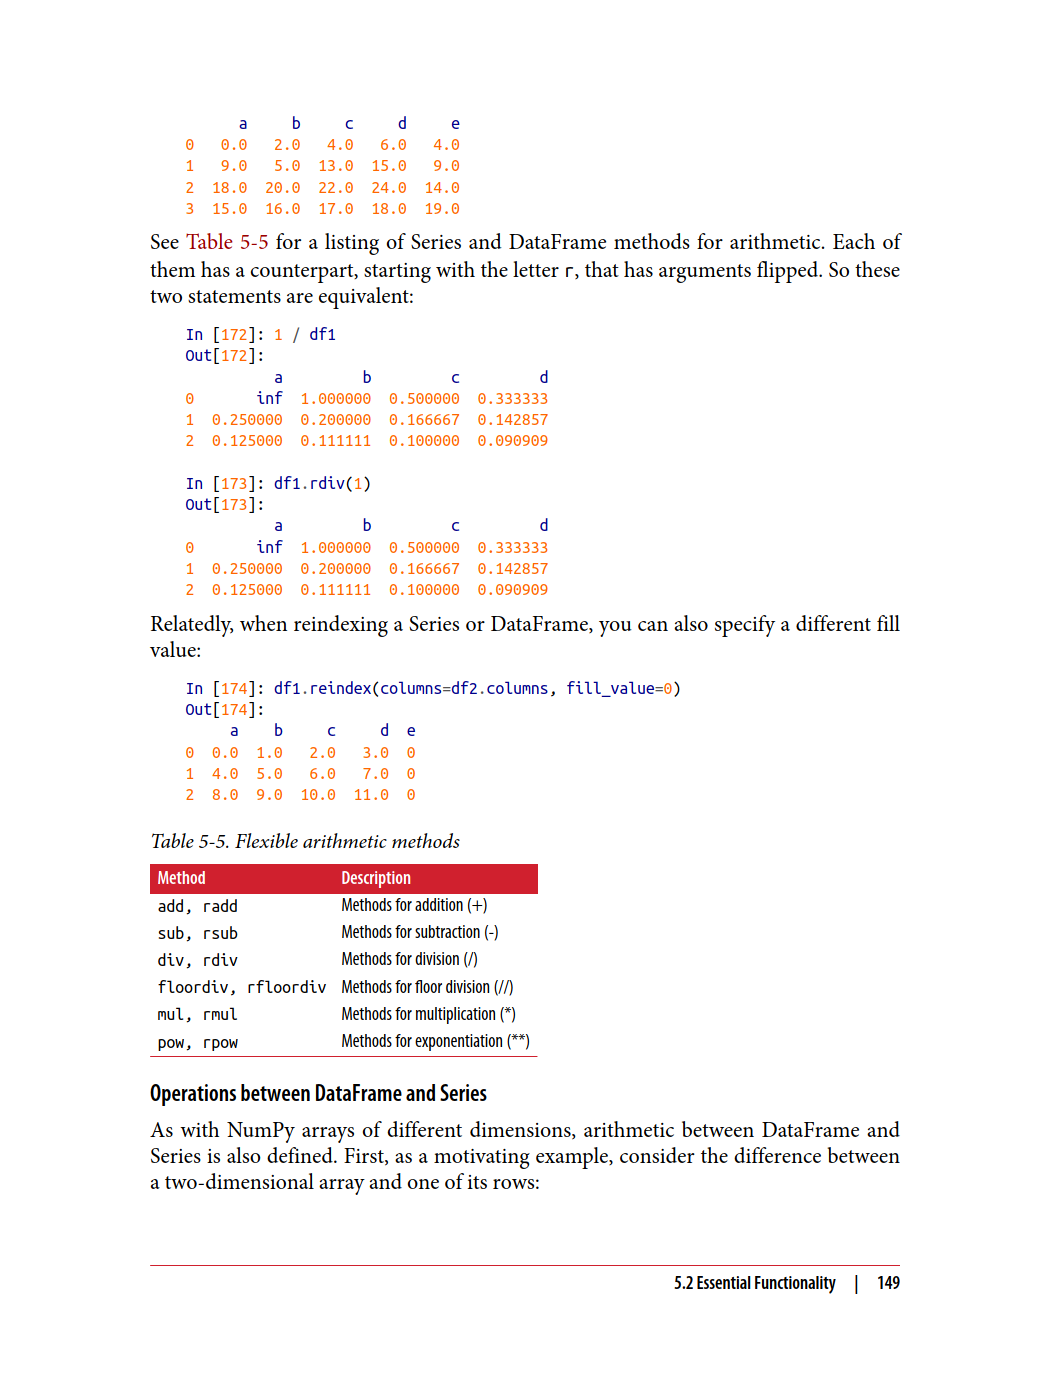 a b c d e
0 0.0 2.0 4.0 6.0 4.0
1 9.0 5.0 13.0 15.0 9.0
2 18.0 20.0 22.0 24.0 14.0
3 15.0 16.0 17.0 18.0 19.0
See Table 5-5 for a listing of Series and DataFrame methods for arithmetic. Each of
them has a counterpart, starting with the letter r, that has arguments flipped. So these
two statements are equivalent:
In [172]: 1 / df1
Out[172]:
a b c d
0 inf 1.000000 0.500000 0.333333
1 0.250000 0.200000 0.166667 0.142857
2 0.125000 0.111111 0.100000 0.090909
In [173]: df1.rdiv(1)
Out[173]:
a b c d
0 inf 1.000000 0.500000 0.333333
1 0.250000 0.200000 0.166667 0.142857
2 0.125000 0.111111 0.100000 0.090909
Relatedly, when reindexing a Series or DataFrame, you can also specify a different fill
value:
In [174]: df1.reindex(columns=df2.columns, fill_value=0)
Out[174]:
a b c d e
0 0.0 1.0 2.0 3.0 0
1 4.0 5.0 6.0 7.0 0
2 8.0 9.0 10.0 11.0 0
Table 5-5. Flexible arithmetic methods
Method Description
add, radd Methods for addition (+)
sub, rsub Methods for subtraction (-)
div, rdiv Methods for division (/)
floordiv, rfloordiv Methods for floor division (//)
mul, rmul Methods for multiplication (*)
pow, rpow Methods for exponentiation (**)
Operations between DataFrame and Series
As with NumPy arrays of different dimensions, arithmetic between DataFrame and
Series is also defined. First, as a motivating example, consider the difference between
a two-dimensional array and one of its rows:
5.2 Essential Functionality | 149